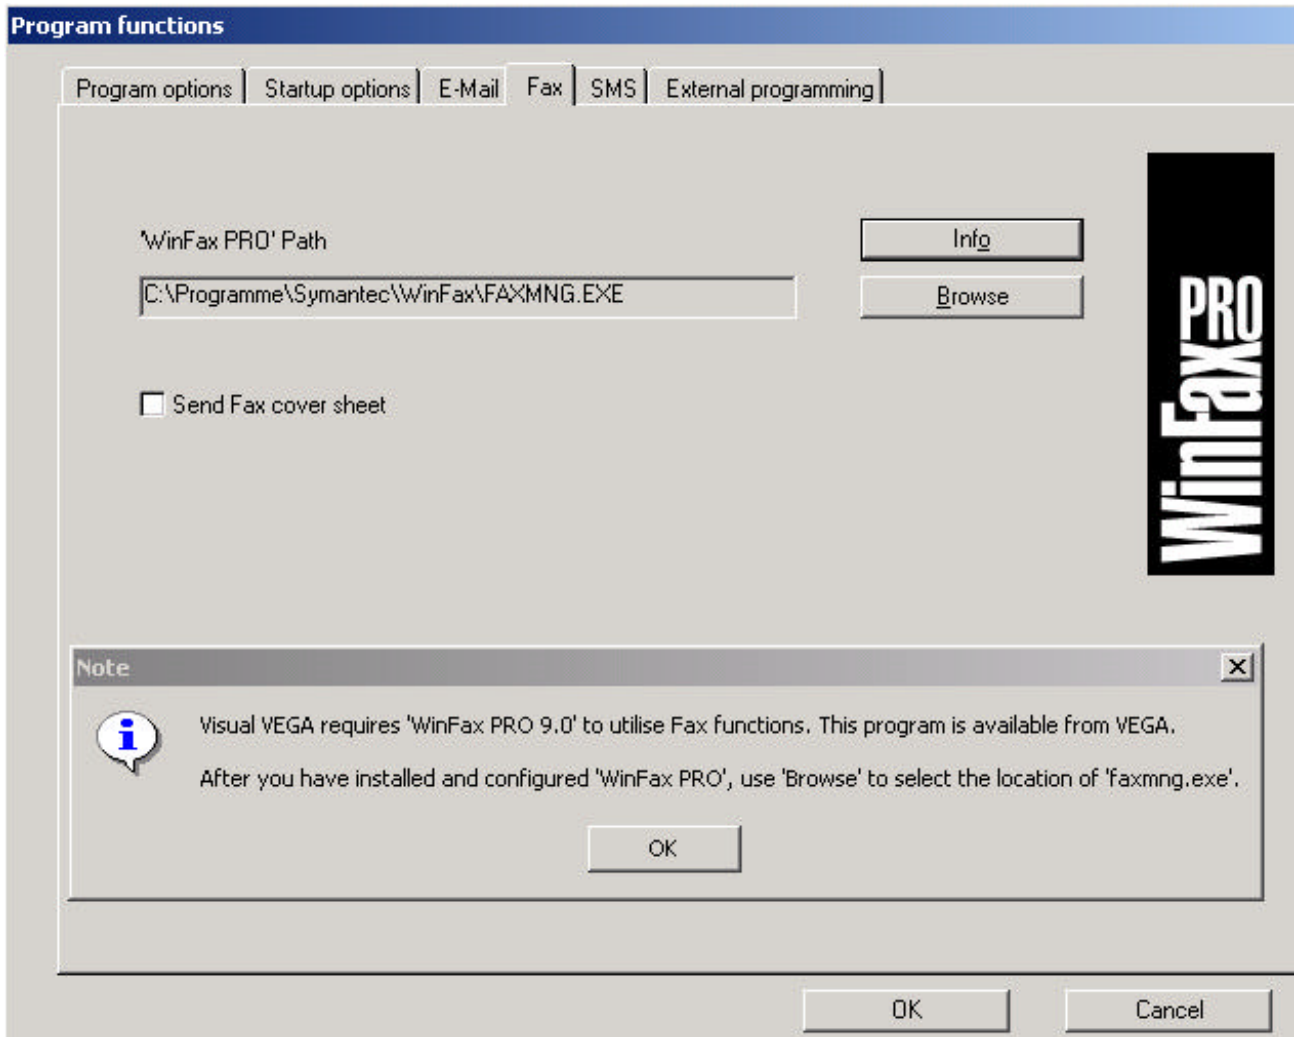 Program functions
Program options Startup options E-Mail Fax SMS External programming
'WinFax PRO' Path
Info
C:\Programme\Symantec\WinFax\FAXMNG.EXE
Browse
Send Fax cover sheet
WinFax PRO
Note
Visual VEGA requires 'WinFax PRO 9.0' to utilise Fax functions. This program is available from VEGA.
After you have installed and configured 'WinFax PRO', use 'Browse' to select the location of 'faxmng.exe'.
OK
OK Cancel